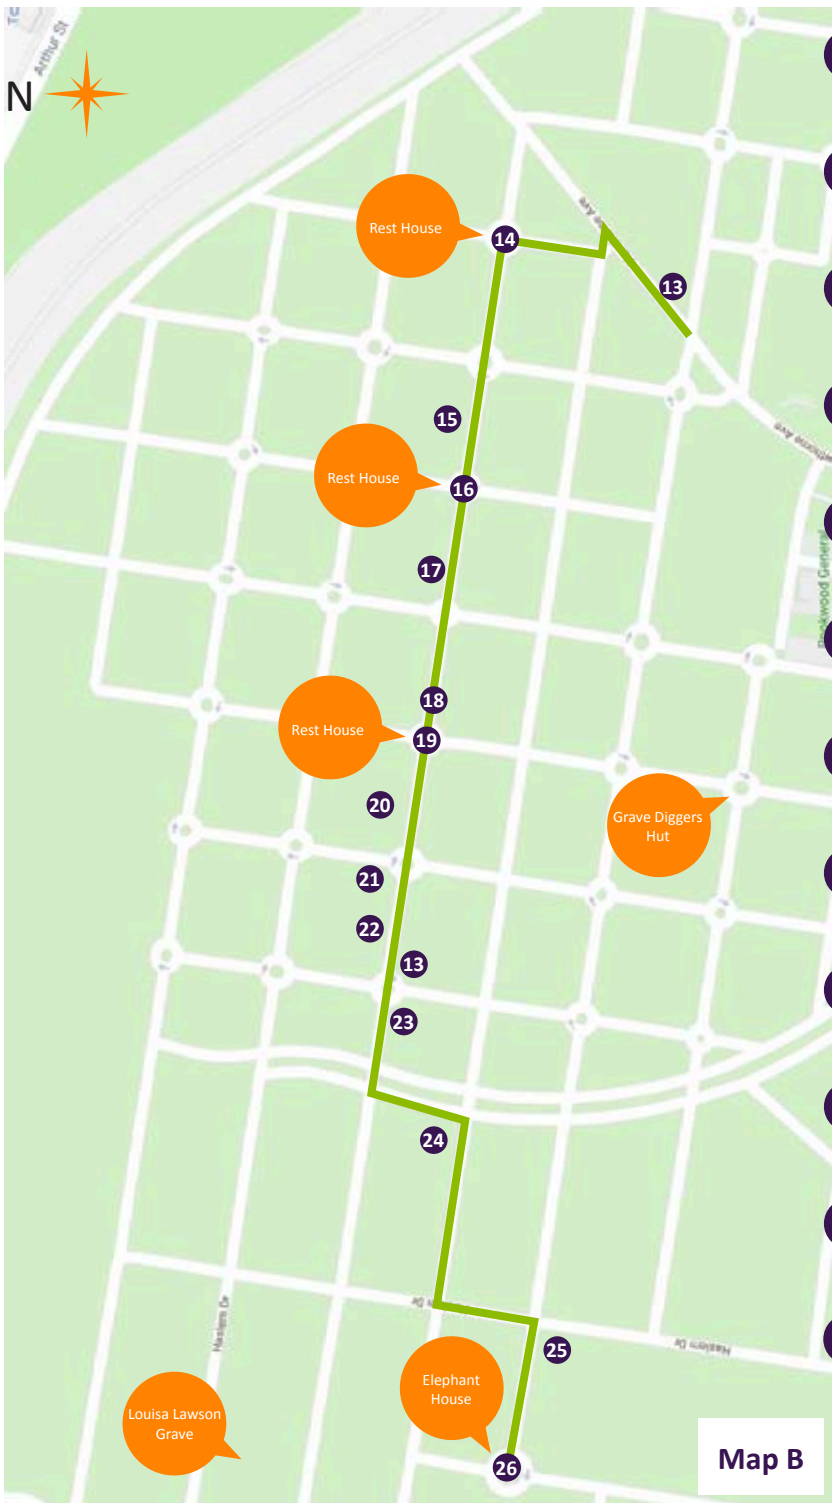 Arthur St
N
Rest House
14
13
15
Rest House
16
17
Rest House
18
19
20
Grave Diggers
Hut
21
22
13
23
24
Haslem Dr
Haslem Dr
25
Elephant
House
Louisa Lawson
Grave
26
Map B